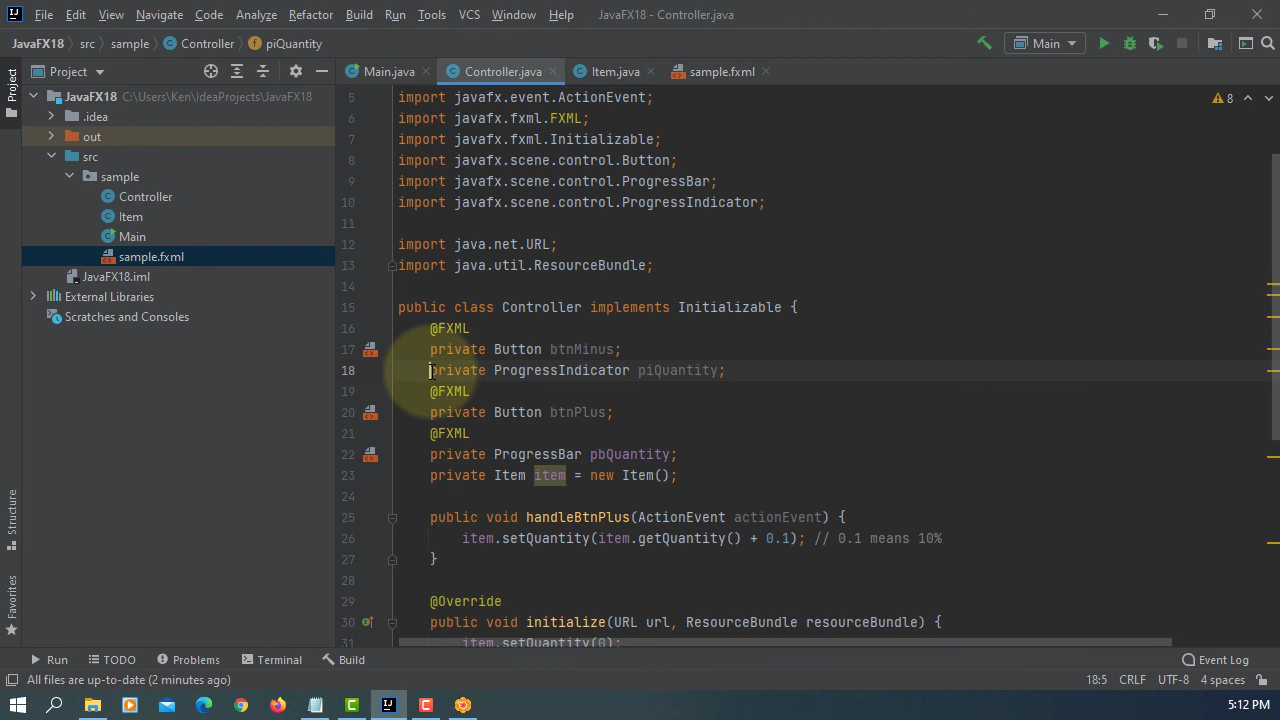 File Edit View Navigate Code Analyze Refactor Build Run Tools VCS Window Help JavaFX18 - Controller.java
JavaFX18 src sample Controller piQuantity Main
Project
Project
Main.java Controller.java Item.java sample.fxml
JavaFX18 C:\Users\Ken\IdeaProjects\JavaFX18
.idea
out
src
sample
Controller
Item
Main
sample.fxml
JavaFX18.iml
External Libraries
Scratches and Consoles
8
5 import javafx.event.ActionEvent;
6 import javafx.fxml.FXML;
7 import javafx.fxml.Initializable;
8 import javafx.scene.control.Button;
9 import javafx.scene.control.ProgressBar;
10 import javafx.scene.control.ProgressIndicator;
11
12 import java.net.URL;
13 import java.util.ResourceBundle;
14
15 public class Controller implements Initializable {
16 @FXML
17 private Button btnMinus;
18 private ProgressIndicator piQuantity;
19 @FXML
20 private Button btnPlus;
21 @FXML
22 private ProgressBar pbQuantity;
23 private Item item = new Item();
24
25 public void handleBtnPlus(ActionEvent actionEvent) {
26 item.setQuantity(item.getQuantity() + 0.1); // 0.1 means 10%
27 }
28
29 @Override
30 public void initialize(URL url, ResourceBundle resourceBundle) {
31 item.setQuantity(0);
Structure
Favorites
Run TODO Problems Terminal Build Event Log
All files are up-to-date (2 minutes ago) 18:5 CRLF UTF-8 4 spaces
5:12 PM